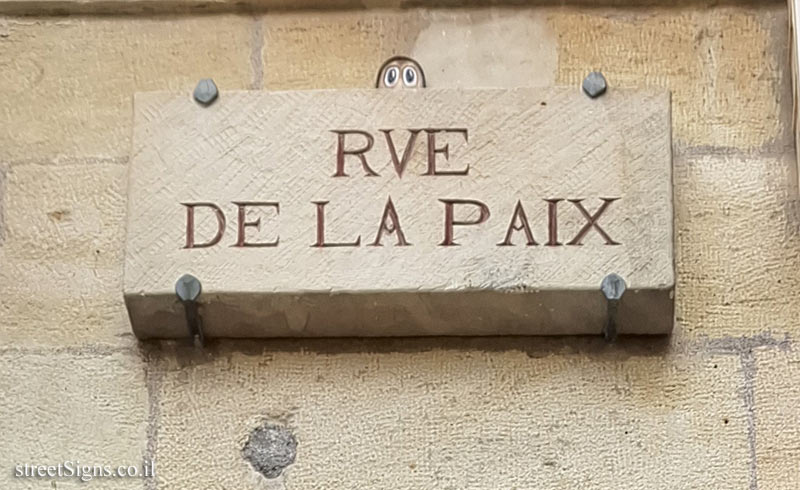 RVE
DE LA PAIX
streetSigns.co.il